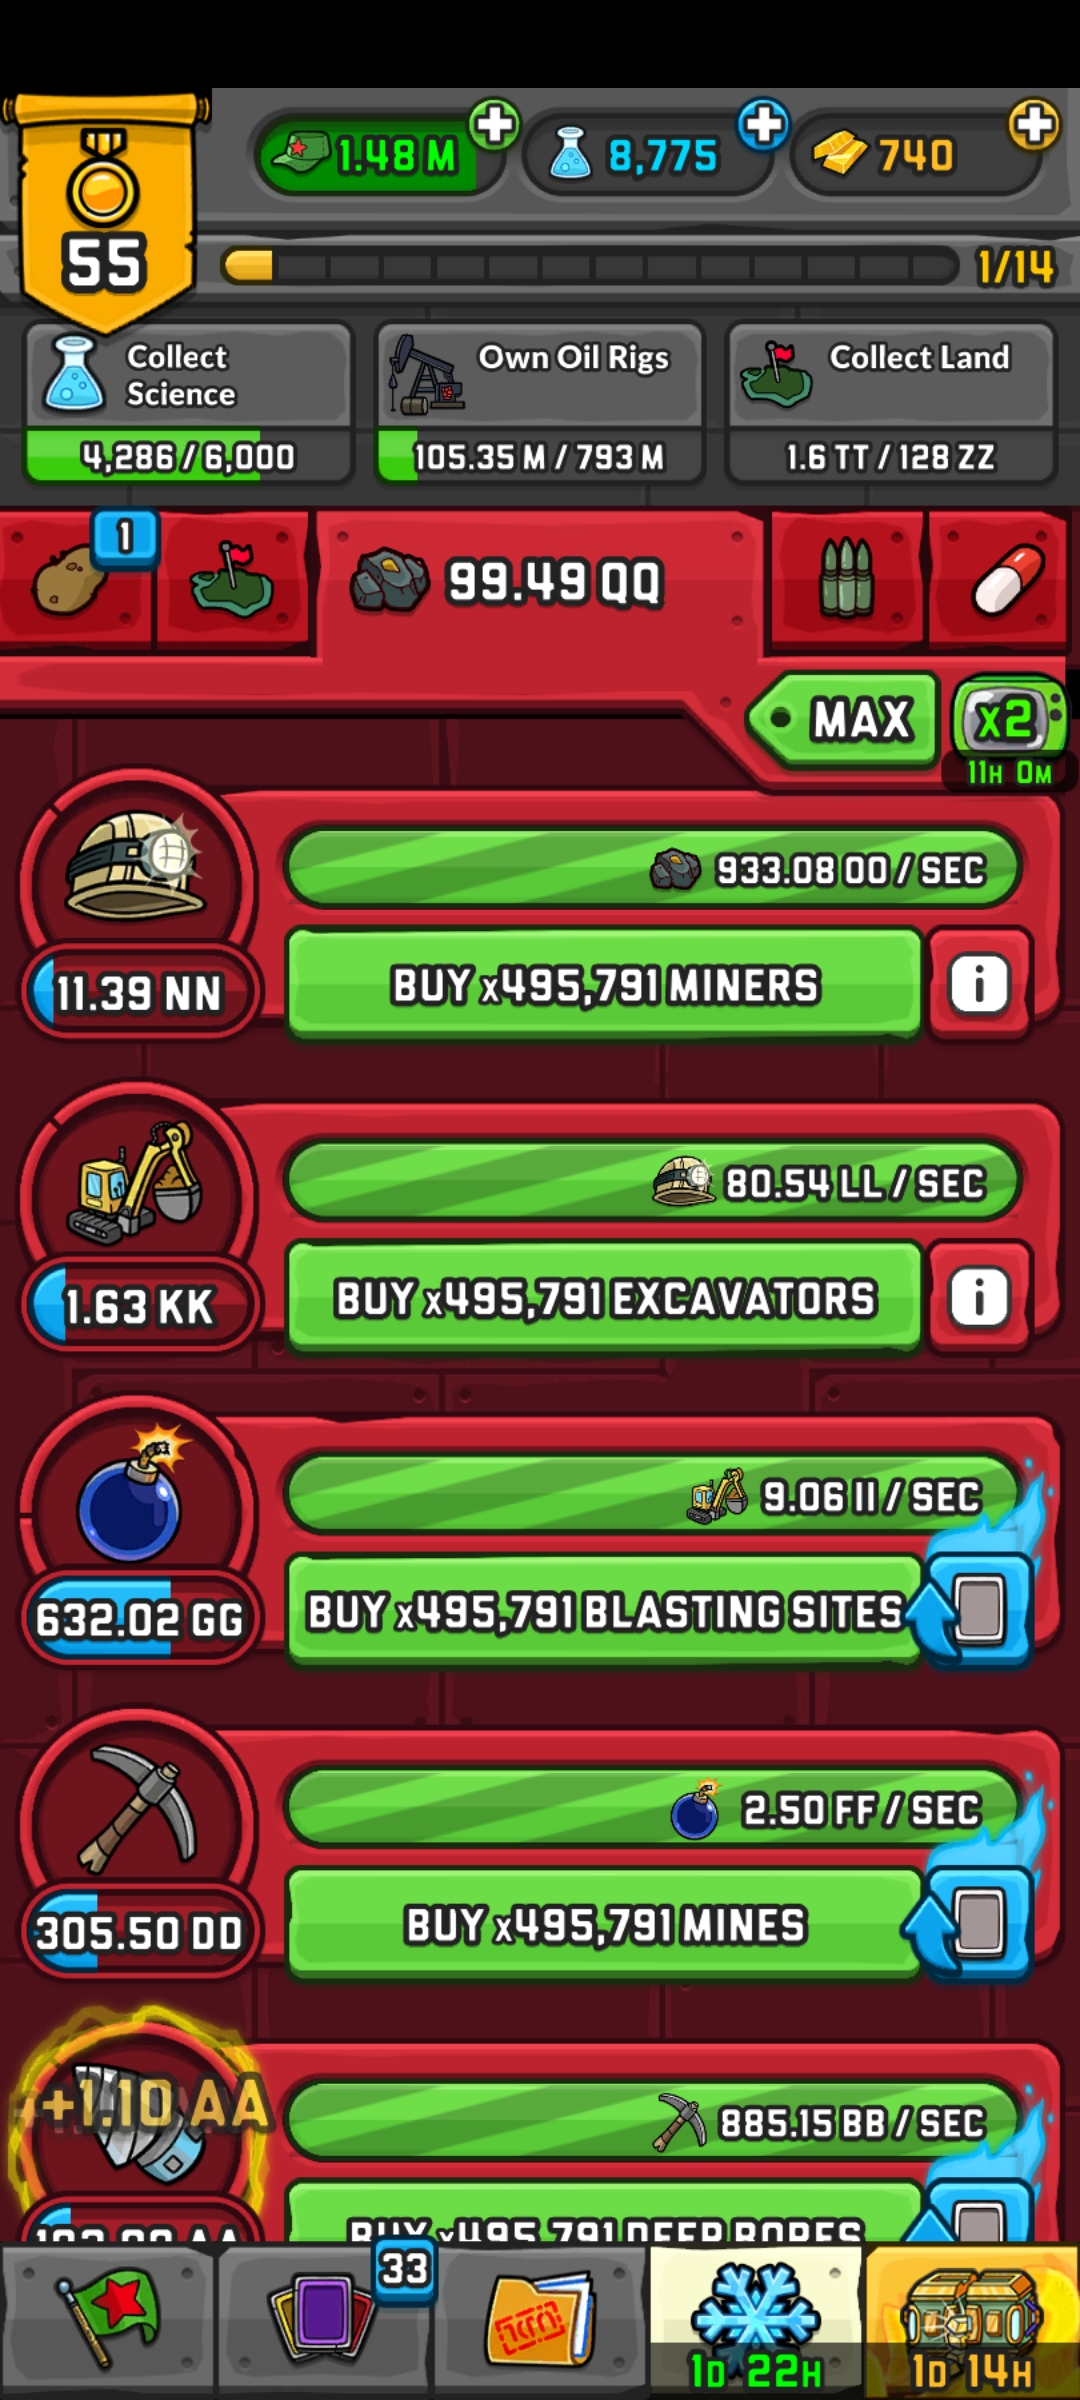 55
1.48 M
8,775
740
1/14
Collect
Science
4,286 / 6,000
Own Oil Rigs
105.35 M / 793 M
Collect Land
1.6 TT / 128 ZZ
1
99.49 QQ
MAX
x2
11H 0M
933.08 OO / SEC
11.39 NN
BUY x495,791 MINERS
i
80.54 LL / SEC
1.63 KK
BUY x495,791 EXCAVATORS
i
9.06 II / SEC
632.02 GG
BUY x495,791 BLASTING SITES
2.50 FF / SEC
305.50 DD
BUY x495,791 MINES
+1.10 AA
885.15 BB / SEC
BUY x495,791 DEEP BORES
33
1D 22H
1D 14H